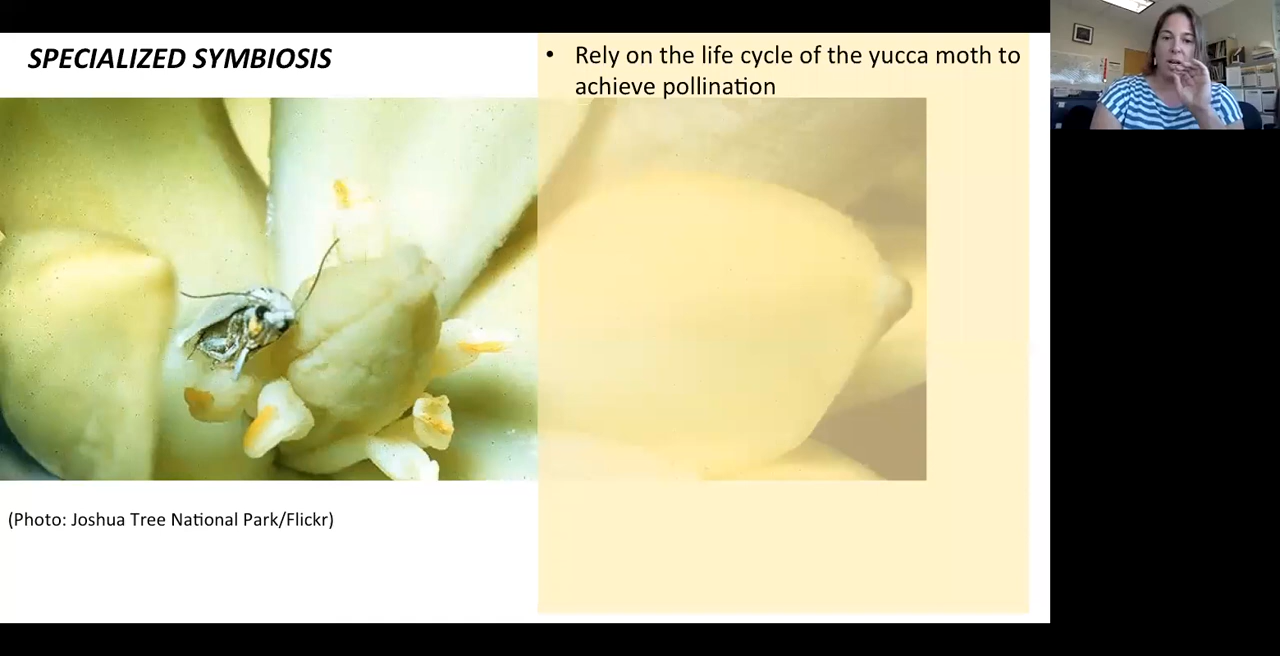 SPECIALIZED SYMBIOSIS
• Rely on the life cycle of the yucca moth to
achieve pollination
(Photo: Joshua Tree National Park/Flickr)